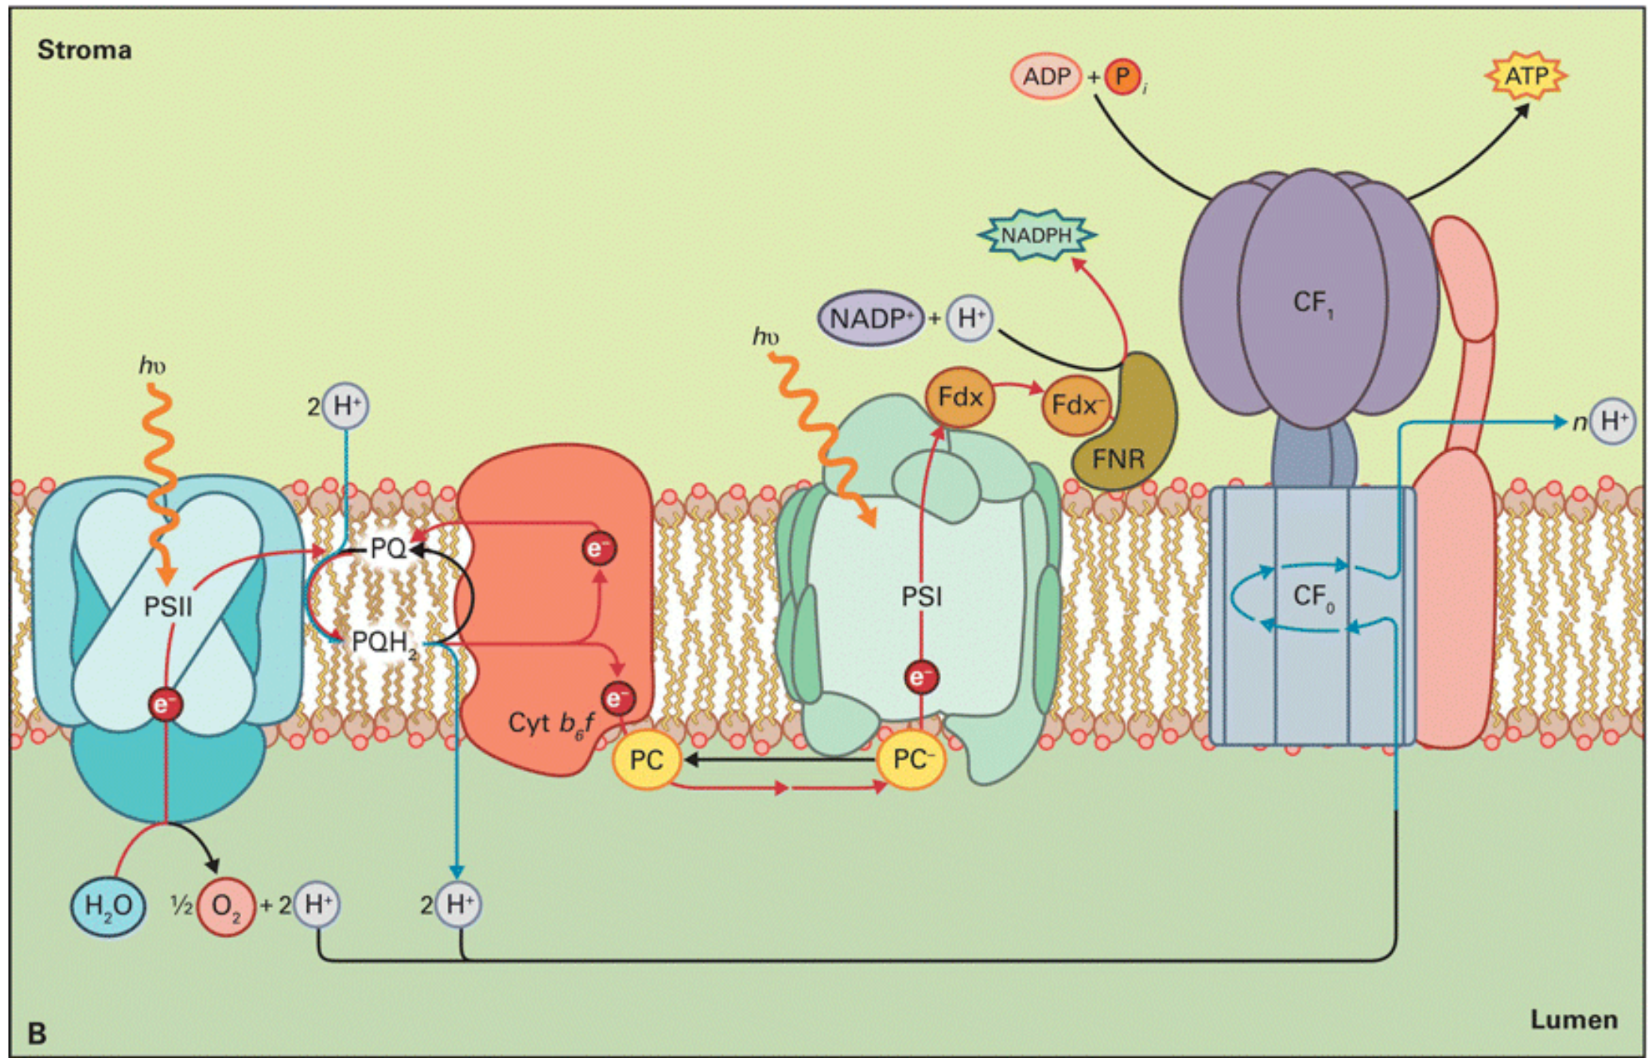 Stroma
ADP + Pi
ATP
NADPH
NADP⁺ + H⁺
CF₁
hυ
hυ
2 H⁺
Fdx
Fdx⁻
FNR
n H⁺
PQ
e⁻
PSII
PSI
CF₀
PQH₂
e⁻
e⁻
e⁻
Cyt b₆f
PC
PC⁻
H₂O
½ O₂ + 2 H⁺
2 H⁺
B
Lumen